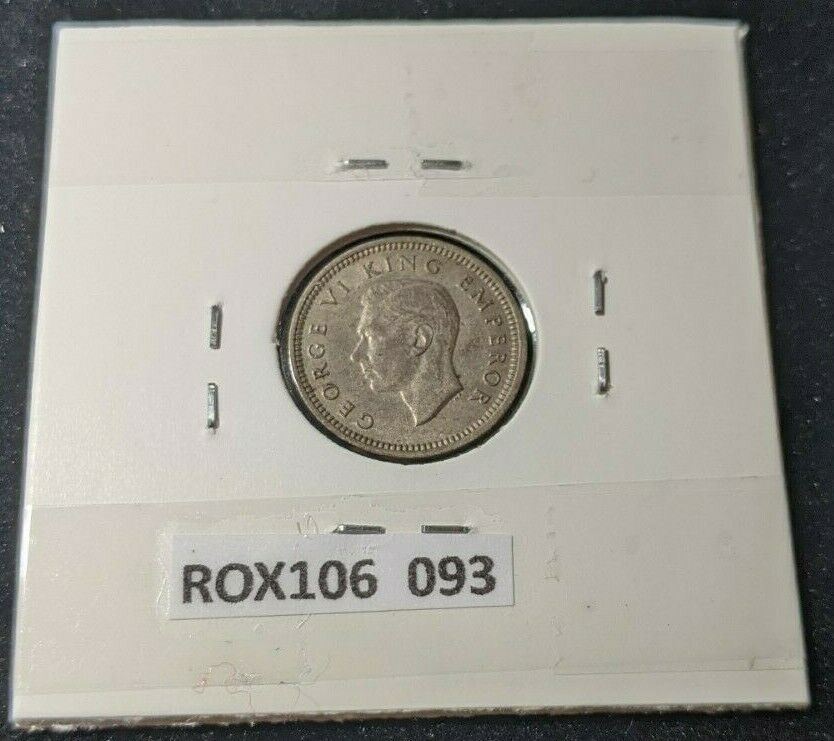 GEORGE VI KING EMPEROR
ROX106 093